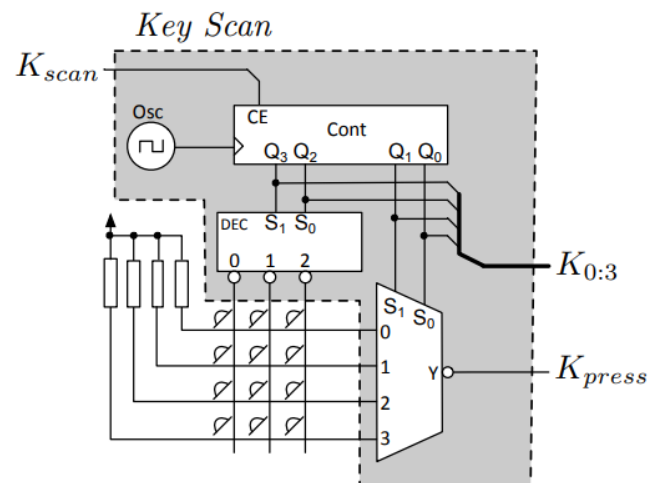 Key Scan
K_scan
CE
Osc
Cont
Q₃ Q₂ Q₁ Q₀
DEC S₁ S₀
0 1 2
K_0:3
S₁ S₀
0
1
Y
K_press
2
3